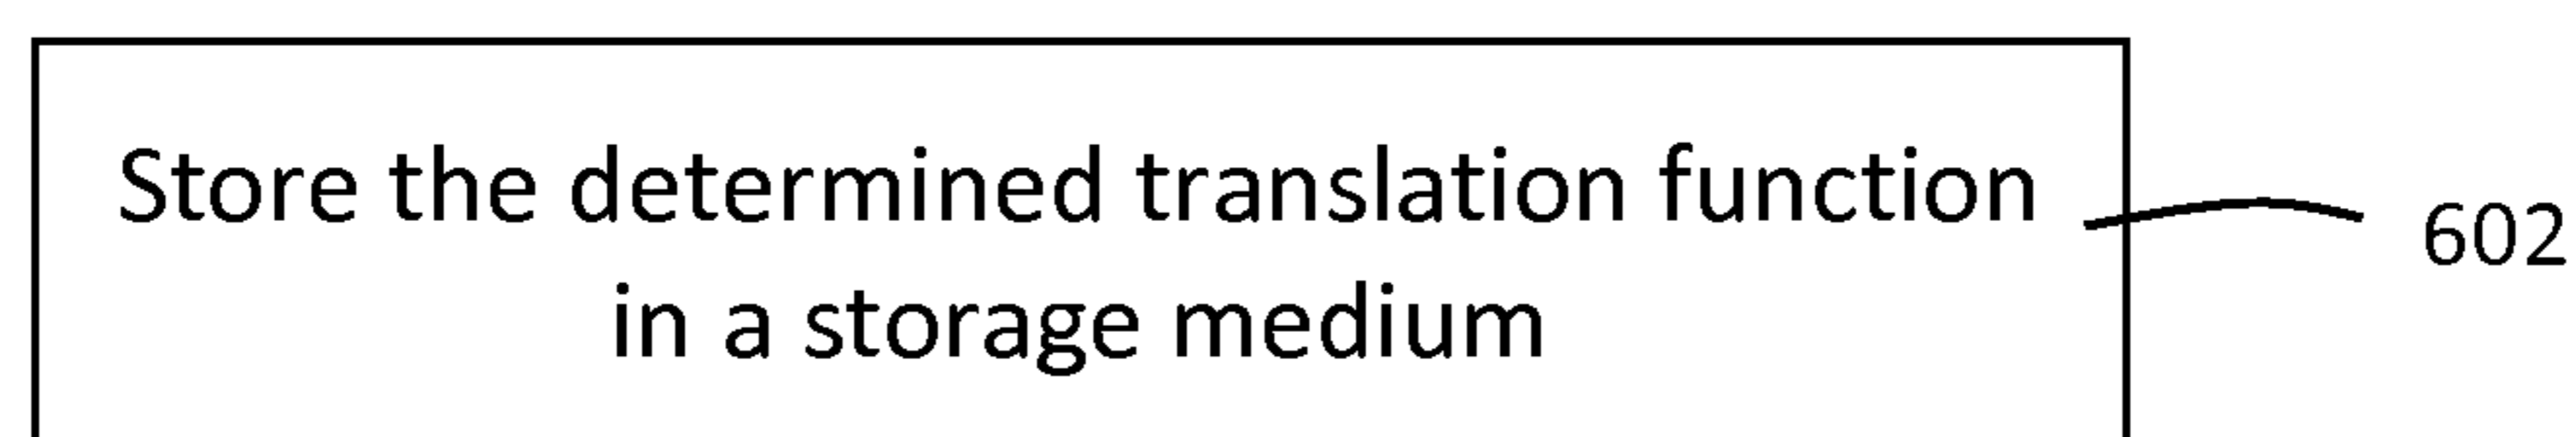 Store the determined translation function
in a storage medium
602